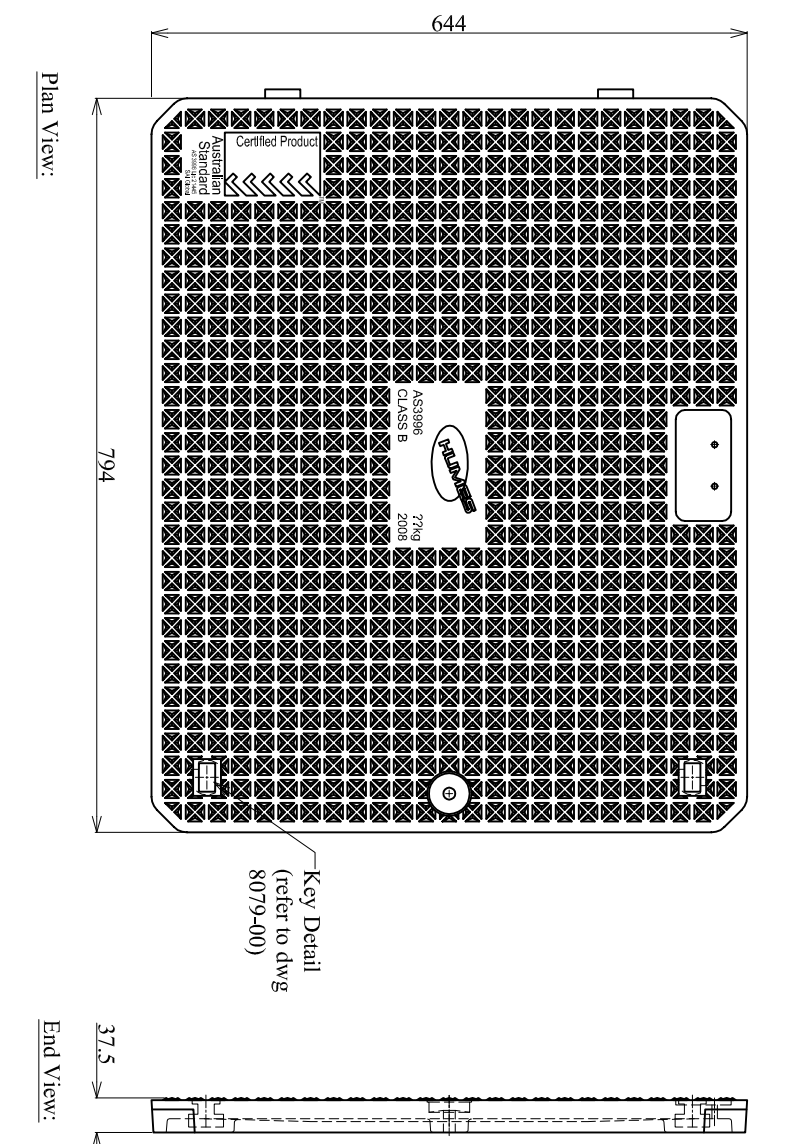 644
Plan View:
794
Certified Product
Australian
Standard
HUMES
AS3996
CLASS B
??kg
2008
Key Detail
(refer to dwg
8079-00)
37.5
End View: